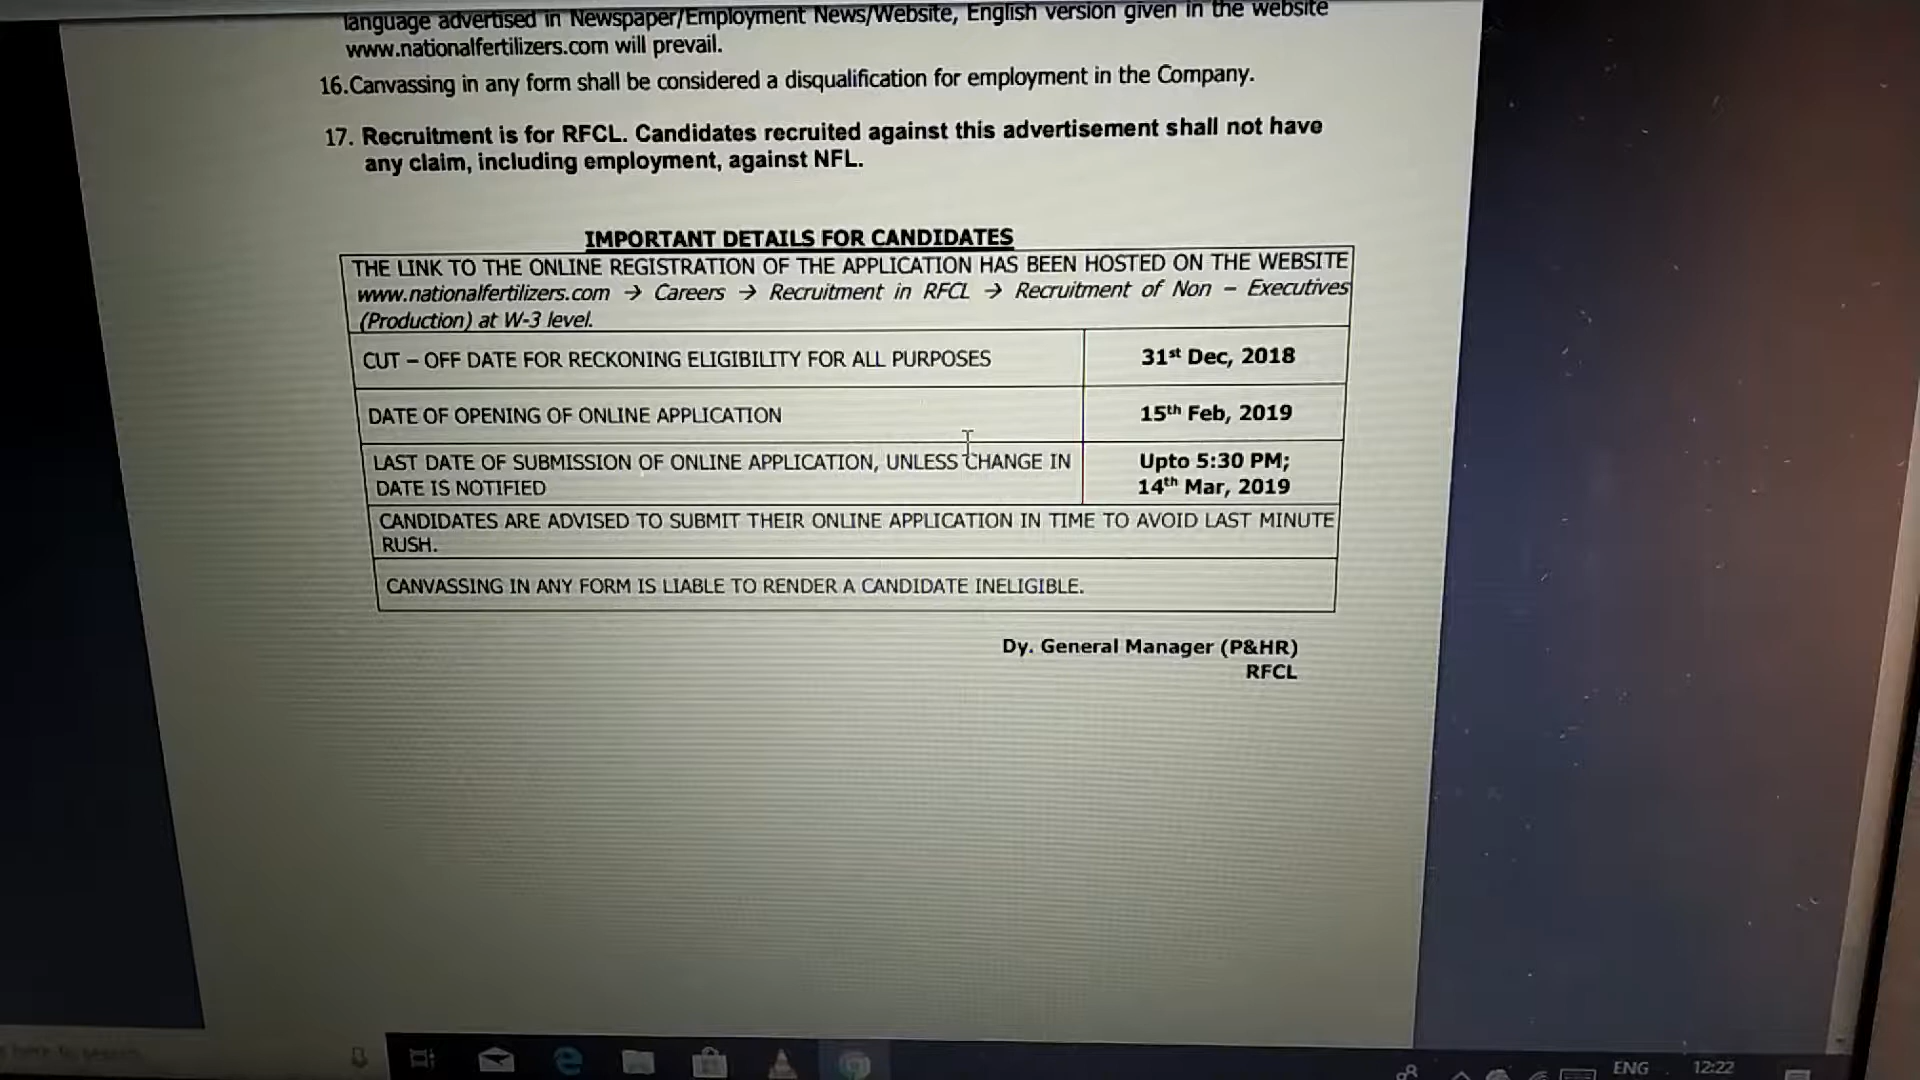 language advertised in Newspaper/Employment News/Website, English version given in the website
www.nationalfertilizers.com will prevail.
16.Canvassing in any form shall be considered a disqualification for employment in the Company.
17. Recruitment is for RFCL. Candidates recruited against this advertisement shall not have
any claim, including employment, against NFL.
IMPORTANT DETAILS FOR CANDIDATES
THE LINK TO THE ONLINE REGISTRATION OF THE APPLICATION HAS BEEN HOSTED ON THE WEBSITE
www.nationalfertilizers.com → Careers → Recruitment in RFCL → Recruitment of Non – Executives
(Production) at W-3 level.
CUT – OFF DATE FOR RECKONING ELIGIBILITY FOR ALL PURPOSES 31st Dec, 2018
DATE OF OPENING OF ONLINE APPLICATION 15th Feb, 2019
LAST DATE OF SUBMISSION OF ONLINE APPLICATION, UNLESS CHANGE IN
DATE IS NOTIFIED
Upto 5:30 PM;
14th Mar, 2019
CANDIDATES ARE ADVISED TO SUBMIT THEIR ONLINE APPLICATION IN TIME TO AVOID LAST MINUTE
RUSH.
CANVASSING IN ANY FORM IS LIABLE TO RENDER A CANDIDATE INELIGIBLE.
Dy. General Manager (P&HR)
RFCL
here to search
ENG 12:22